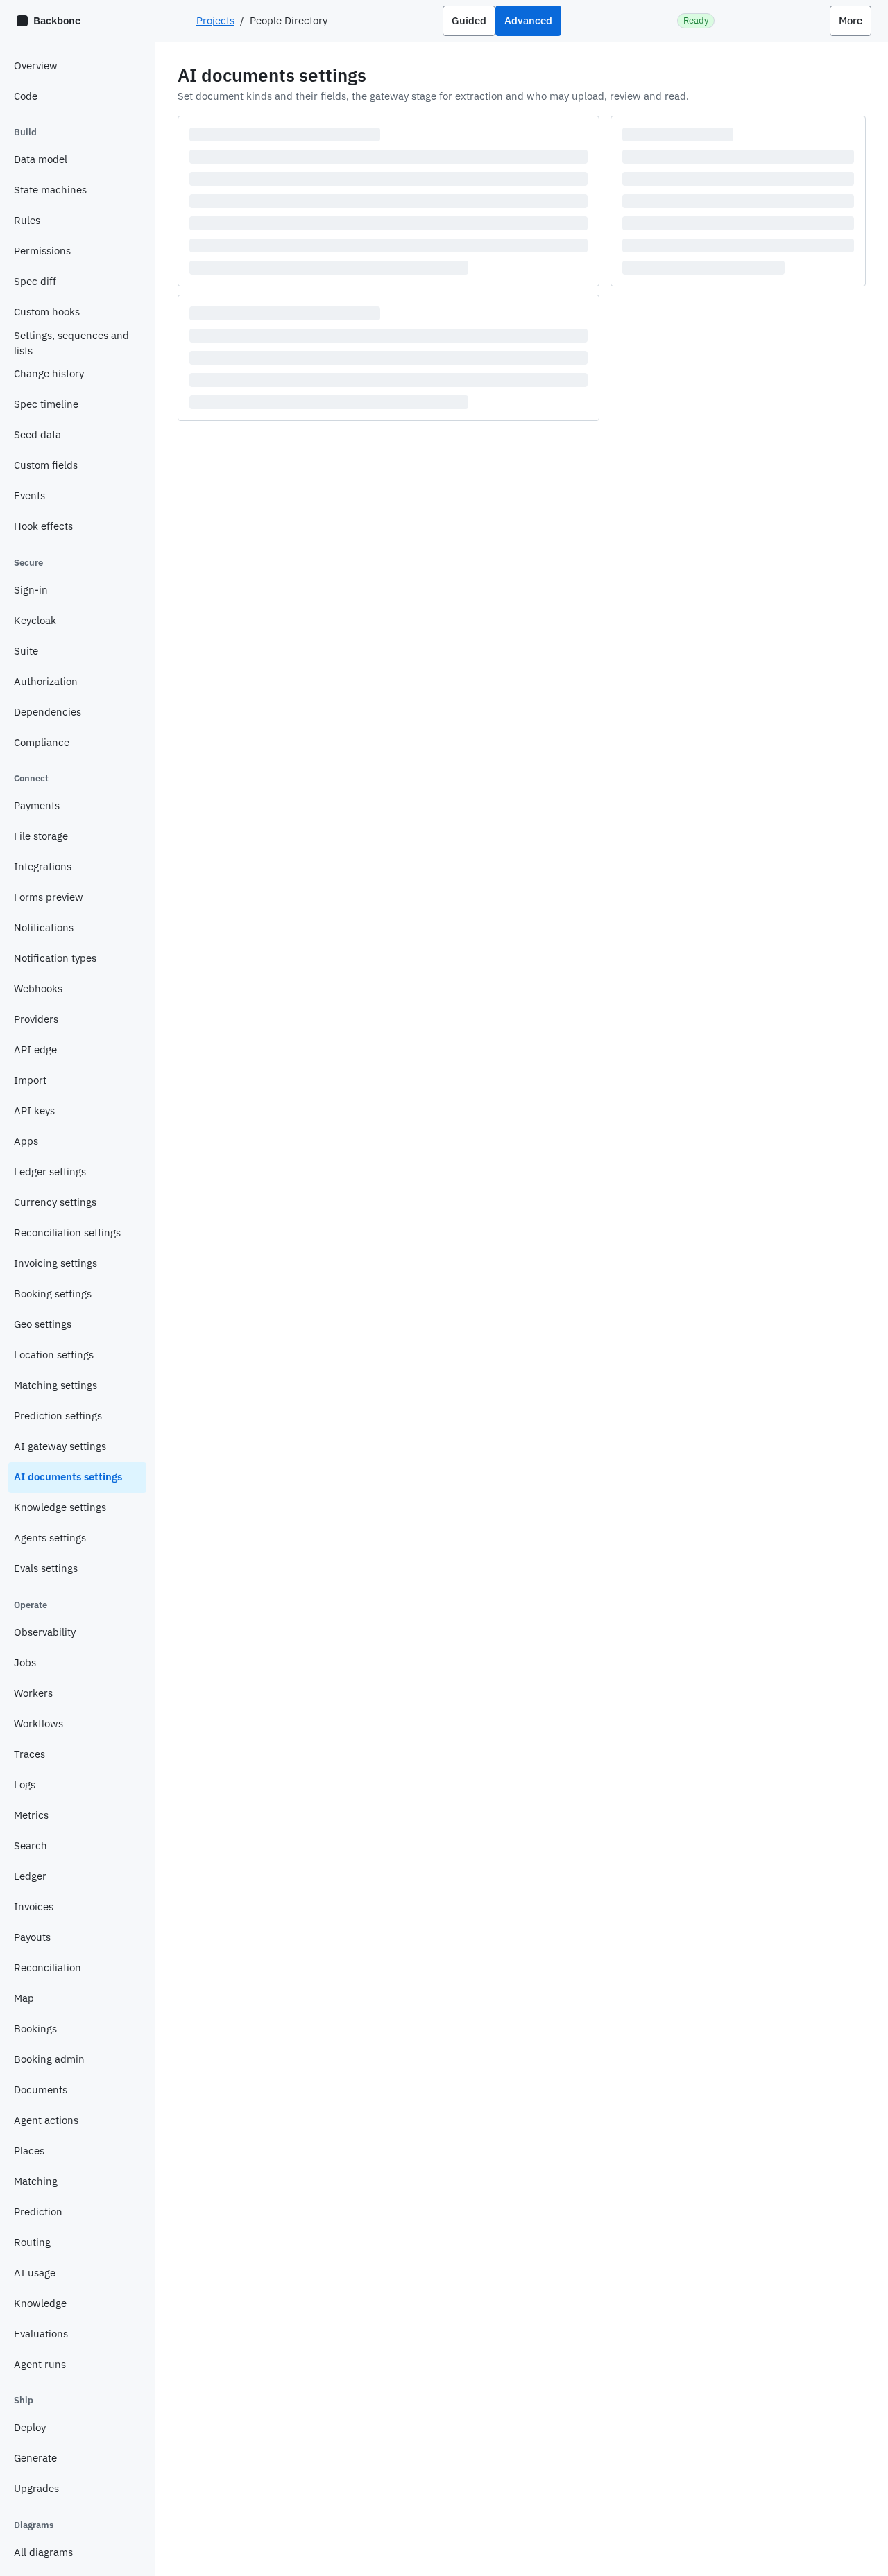 Backbone
Projects / People Directory
Guided
Advanced
Ready
More
Overview
Code
Build
Data model
State machines
Rules
Permissions
Spec diff
Custom hooks
Settings, sequences and
lists
Change history
Spec timeline
Seed data
Custom fields
Events
Hook effects
Secure
Sign-in
Keycloak
Suite
Authorization
Dependencies
Compliance
Connect
Payments
File storage
Integrations
Forms preview
Notifications
Notification types
Webhooks
Providers
API edge
Import
API keys
Apps
Ledger settings
Currency settings
Reconciliation settings
Invoicing settings
Booking settings
Geo settings
Location settings
Matching settings
Prediction settings
AI gateway settings
AI documents settings
Knowledge settings
Agents settings
Evals settings
Operate
Observability
Jobs
Workers
Workflows
Traces
Logs
Metrics
Search
Ledger
Invoices
Payouts
Reconciliation
Map
Bookings
Booking admin
Documents
Agent actions
Places
Matching
Prediction
Routing
AI usage
Knowledge
Evaluations
Agent runs
Ship
Deploy
Generate
Upgrades
Diagrams
All diagrams
AI documents settings
Set document kinds and their fields, the gateway stage for extraction and who may upload, review and read.